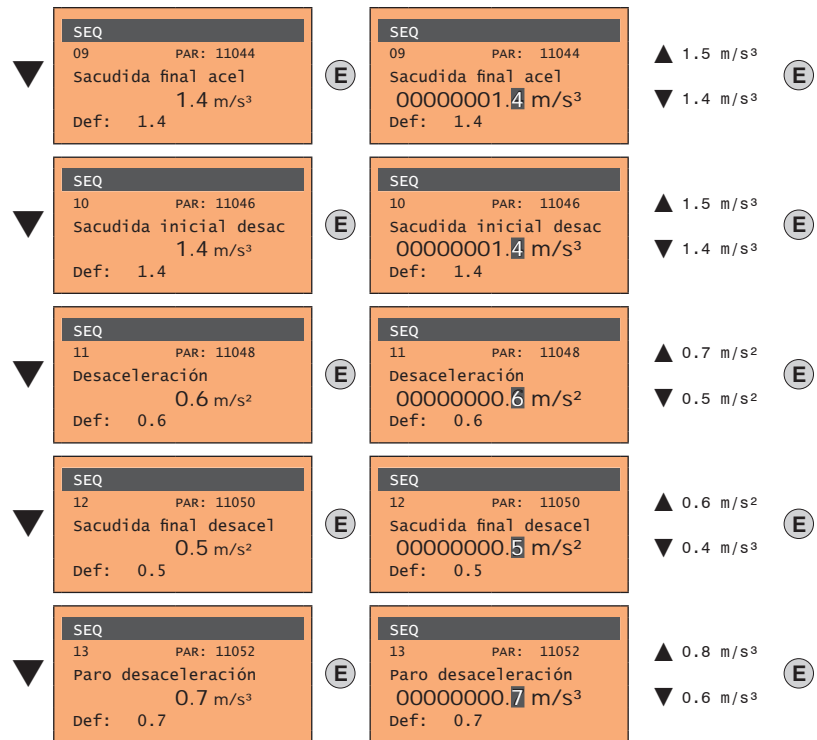 SEQ
09 PAR: 11044
Sacudida final acel
1.4 m/s³
Def: 1.4
E
SEQ
09 PAR: 11044
Sacudida final acel
00000001.4 m/s³
Def: 1.4
▲ 1.5 m/s³
▼ 1.4 m/s³
E
SEQ
10 PAR: 11046
Sacudida inicial desac
1.4 m/s³
Def: 1.4
E
SEQ
10 PAR: 11046
Sacudida inicial desac
00000001.4 m/s³
Def: 1.4
▲ 1.5 m/s³
▼ 1.4 m/s³
E
SEQ
11 PAR: 11048
Desaceleración
0.6 m/s²
Def: 0.6
E
SEQ
11 PAR: 11048
Desaceleración
00000000.6 m/s²
Def: 0.6
▲ 0.7 m/s²
▼ 0.5 m/s²
E
SEQ
12 PAR: 11050
Sacudida final desacel
0.5 m/s²
Def: 0.5
E
SEQ
12 PAR: 11050
Sacudida final desacel
00000000.5 m/s²
Def: 0.5
▲ 0.6 m/s²
▼ 0.4 m/s³
E
SEQ
13 PAR: 11052
Paro desaceleración
0.7 m/s³
Def: 0.7
E
SEQ
13 PAR: 11052
Paro desaceleración
00000000.7 m/s³
Def: 0.7
▲ 0.8 m/s³
▼ 0.6 m/s³
E